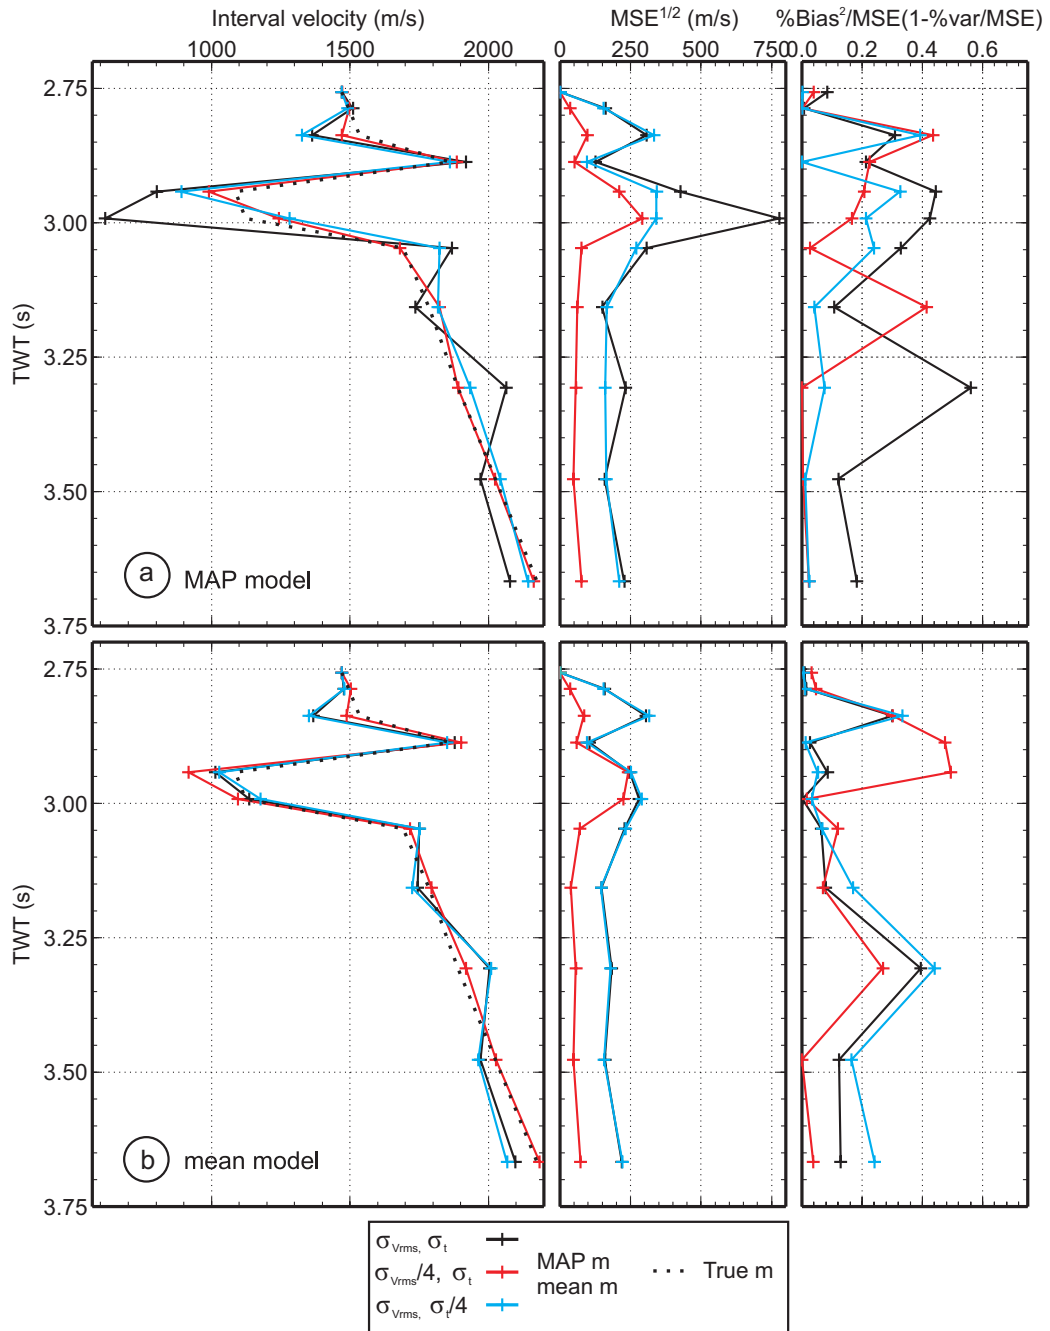 Interval velocity (m/s)
MSE^1/2 (m/s)
%Bias²/MSE(1-%var/MSE)
1000 1500 2000
0 250 500 750
0.0 0.2 0.4 0.6
2.75
3.00
3.25
3.50
3.75
TWT (s)
a MAP model
2.75
3.00
3.25
3.50
3.75
TWT (s)
b mean model
σVrms, σt
σVrms/4, σt
σVrms, σt/4
MAP m
mean m
True m